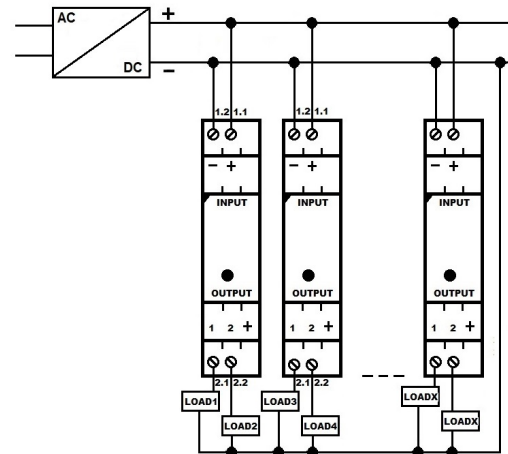 AC +
DC −
1.2 1.1 1.2 1.1
− + − + − +
INPUT INPUT INPUT
OUTPUT OUTPUT OUTPUT
1 2 + 1 2 + 1 2 +
2.1 2.2 2.1 2.2
LOAD1 LOAD3 LOADX
LOAD2 LOAD4 LOADX